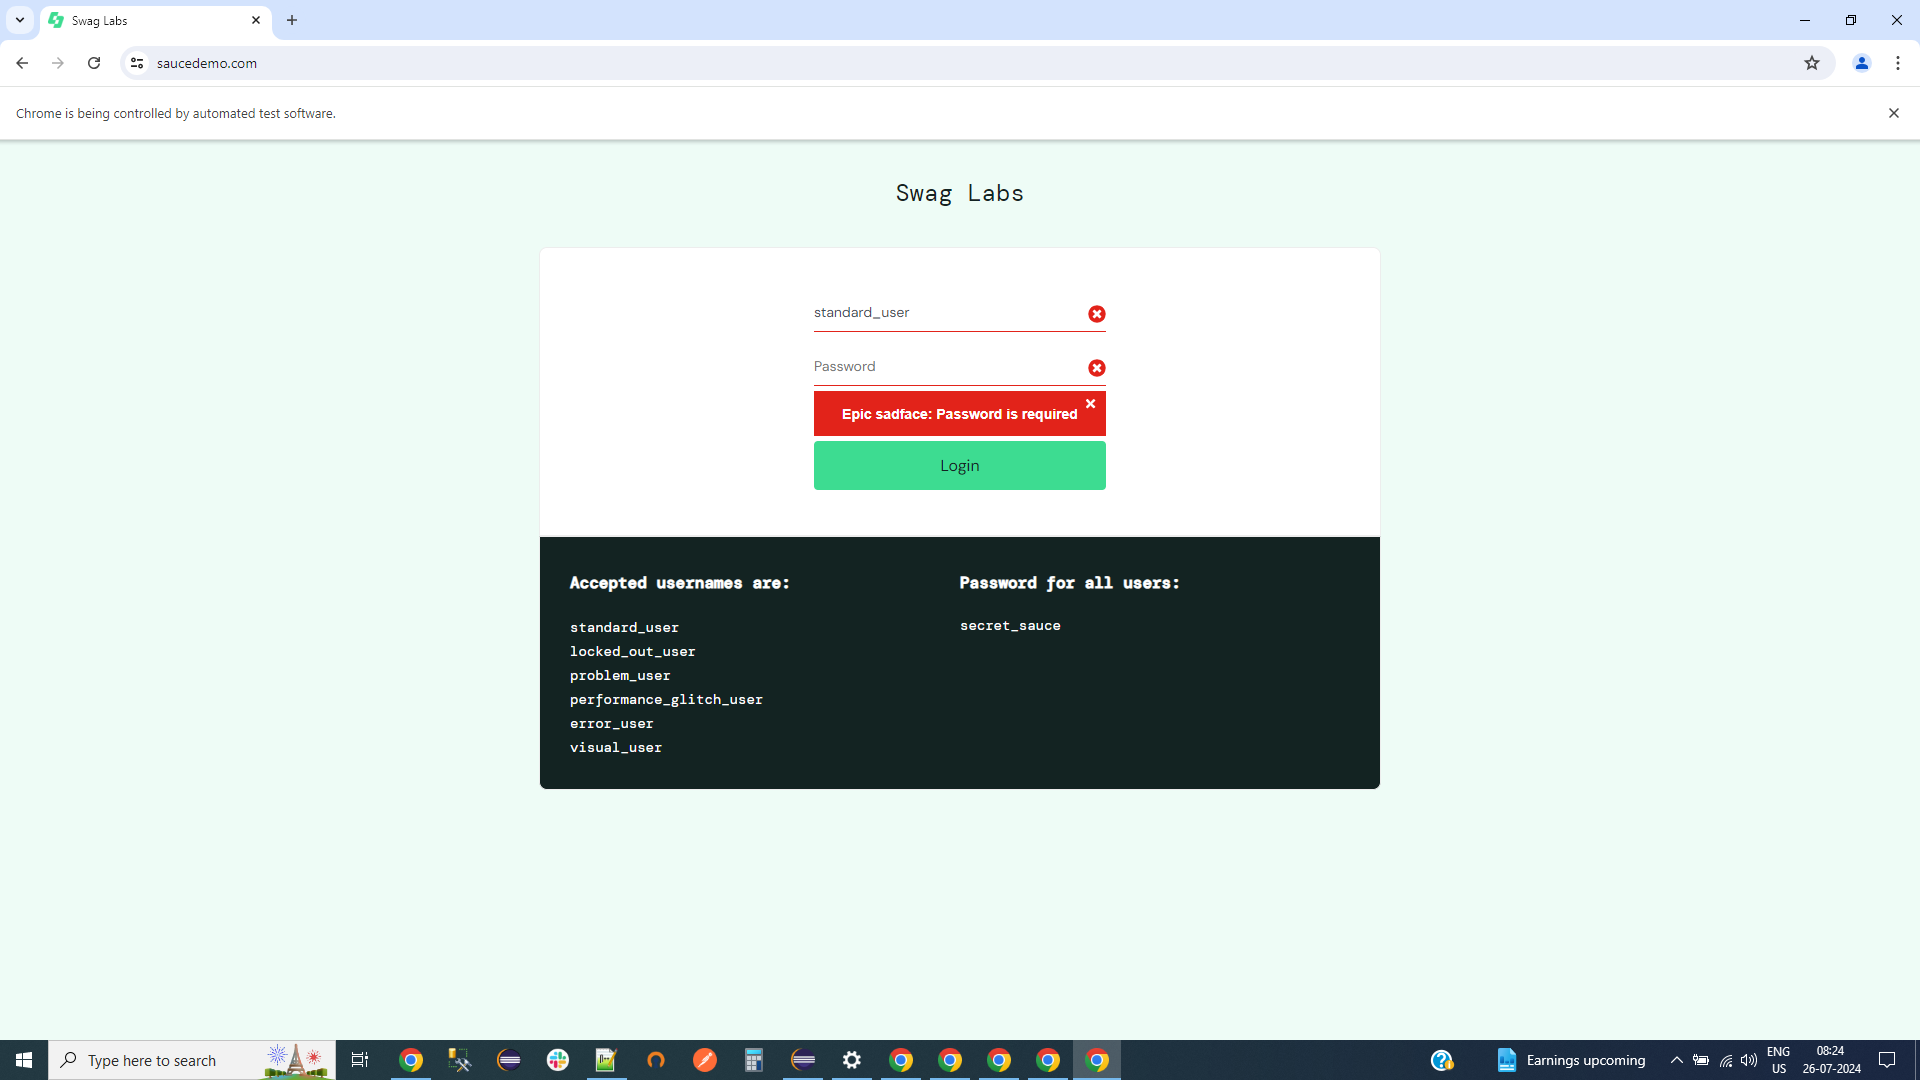 Swag Labs
saucedemo.com
Chrome is being controlled by automated test software.
Swag Labs
standard_user
Password
Epic sadface: Password is required
Login
Accepted usernames are:
standard_user
locked_out_user
problem_user
performance_glitch_user
error_user
visual_user
Password for all users:
secret_sauce
Type here to search
Earnings upcoming
ENG
US
08:24
26-07-2024